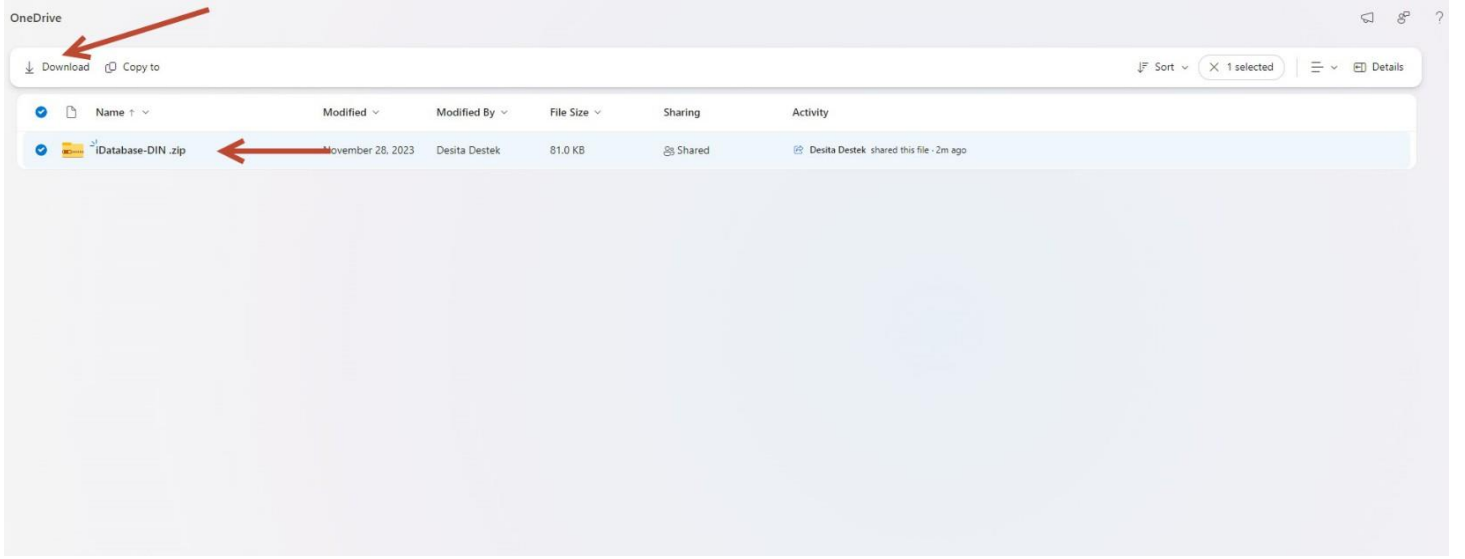 OneDrive
?
Download Copy to Sort 1 selected Details
Name Modified Modified By File Size Sharing Activity
iDatabase-DIN .zip November 28, 2023 Desita Destek 81.0 KB Shared Desita Destek shared this file · 2m ago